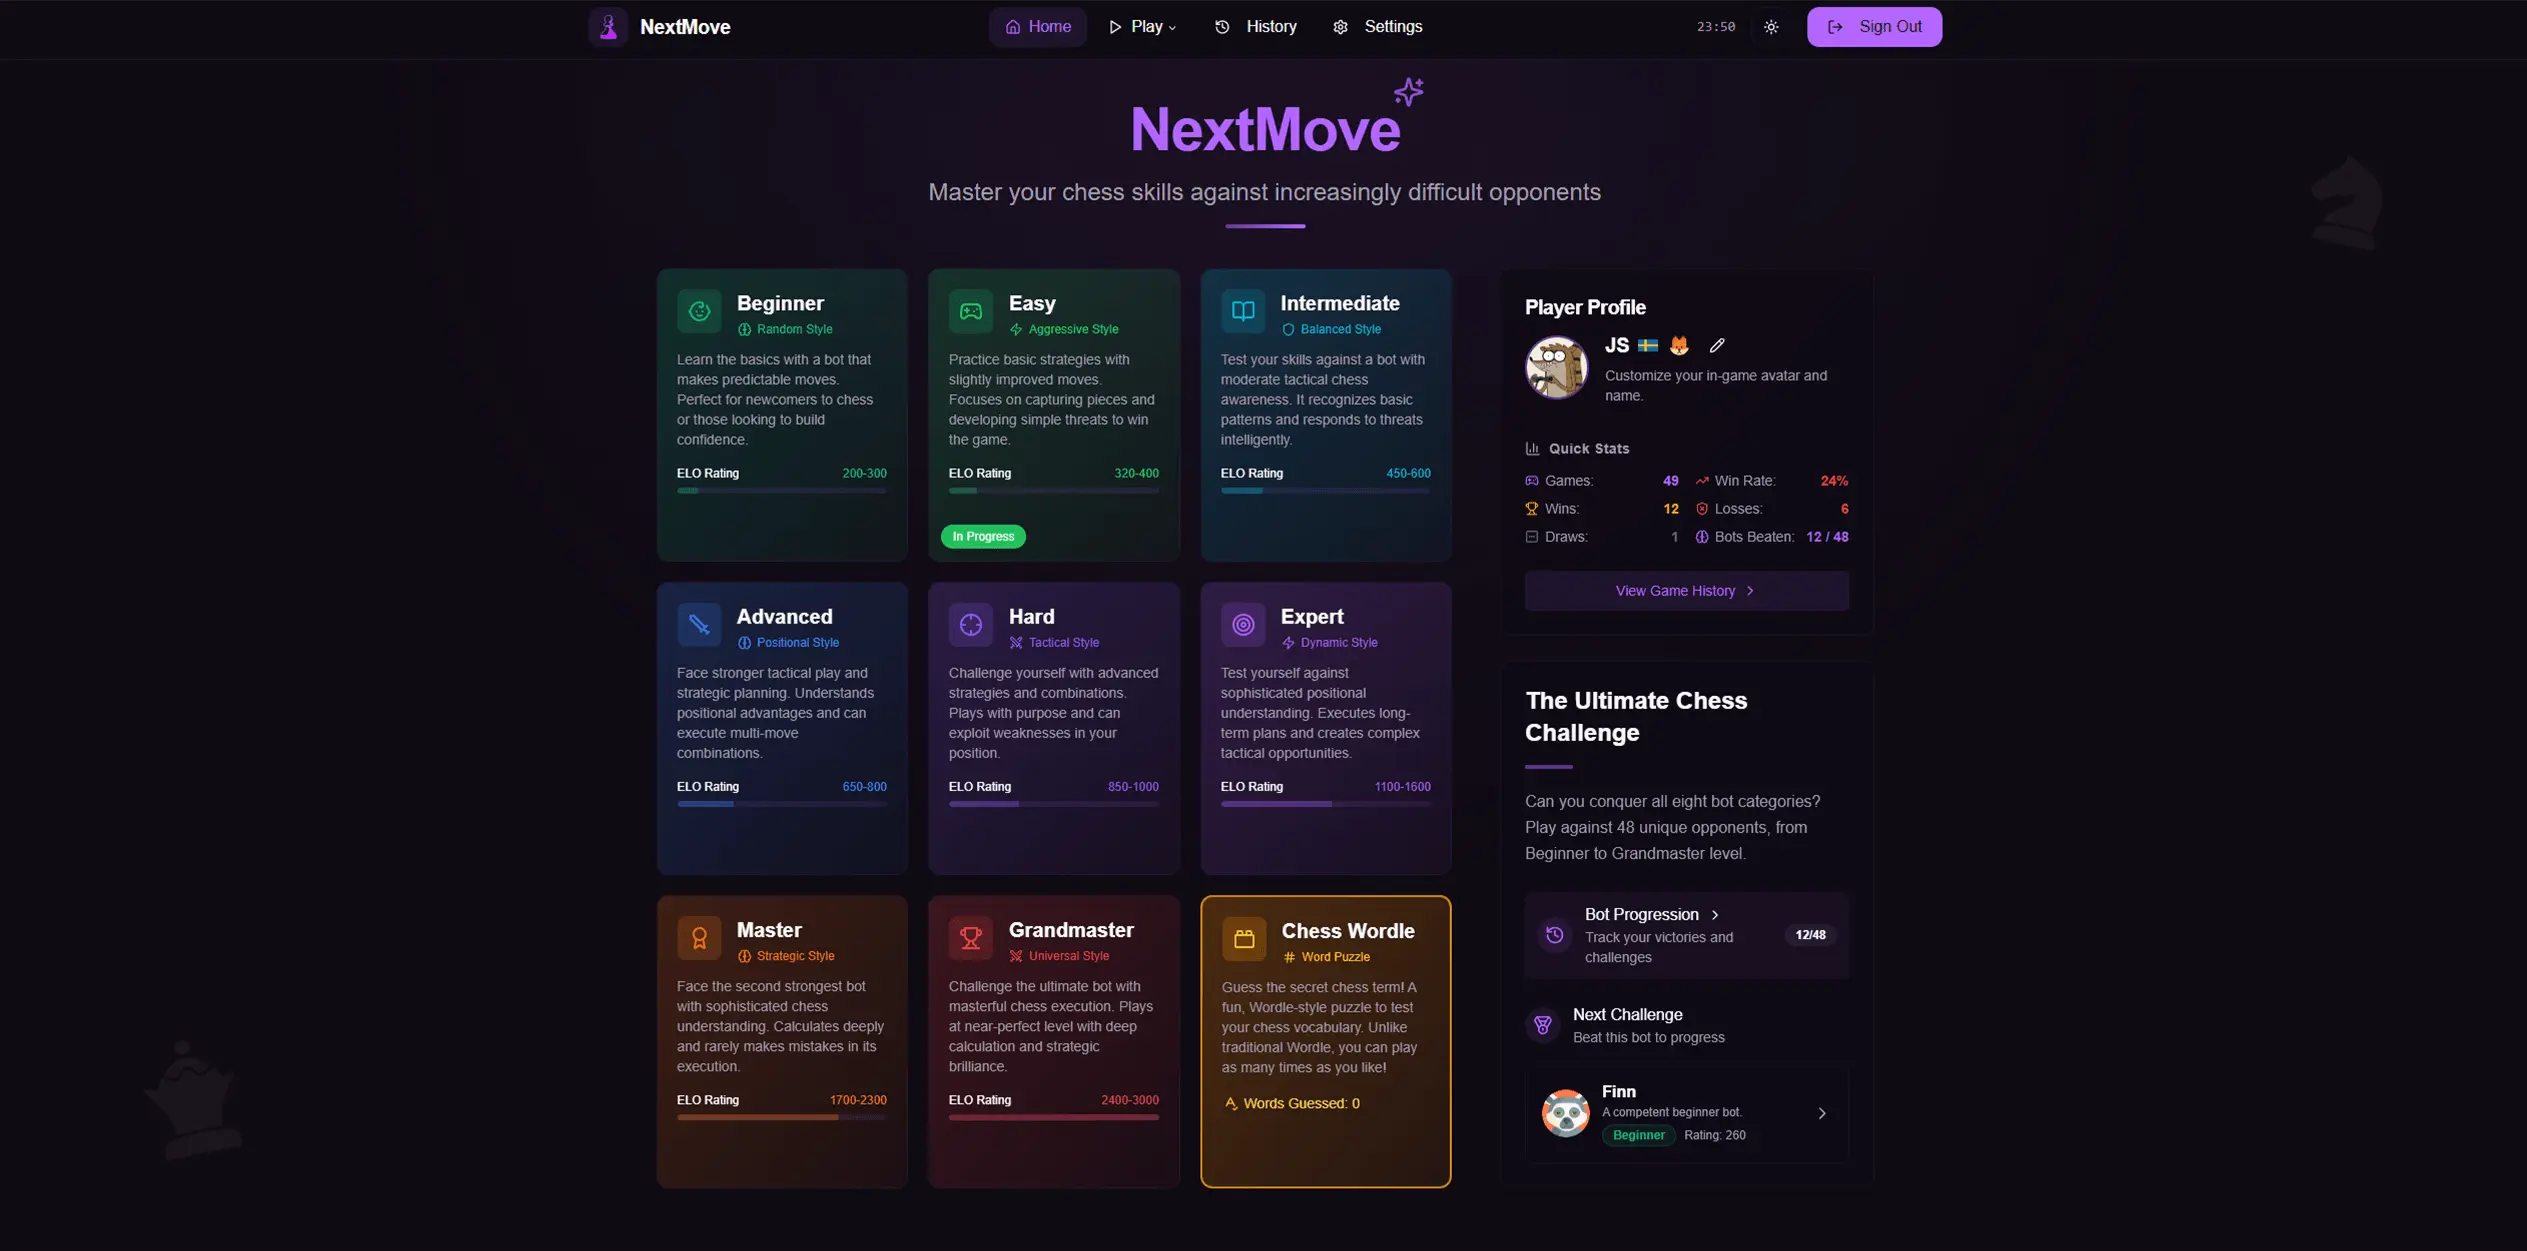 NextMove
Home
Play
History
Settings
23:50
Sign Out
NextMove
Master your chess skills against increasingly difficult opponents
Beginner
Random Style
Learn the basics with a bot that
makes predictable moves.
Perfect for newcomers to chess
or those looking to build
confidence.
ELO Rating
200-300
Easy
Aggressive Style
Practice basic strategies with
slightly improved moves.
Focuses on capturing pieces and
developing simple threats to win
the game.
ELO Rating
320-400
In Progress
Intermediate
Balanced Style
Test your skills against a bot with
moderate tactical chess
awareness. It recognizes basic
patterns and responds to threats
intelligently.
ELO Rating
450-600
Advanced
Positional Style
Face stronger tactical play and
strategic planning. Understands
positional advantages and can
execute multi-move
combinations.
ELO Rating
650-800
Hard
Tactical Style
Challenge yourself with advanced
strategies and combinations.
Plays with purpose and can
exploit weaknesses in your
position.
ELO Rating
850-1000
Expert
Dynamic Style
Test yourself against
sophisticated positional
understanding. Executes long-
term plans and creates complex
tactical opportunities.
ELO Rating
1100-1600
Master
Strategic Style
Face the second strongest bot
with sophisticated chess
understanding. Calculates deeply
and rarely makes mistakes in its
execution.
ELO Rating
1700-2300
Grandmaster
Universal Style
Challenge the ultimate bot with
masterful chess execution. Plays
at near-perfect level with deep
calculation and strategic
brilliance.
ELO Rating
2400-3000
Chess Wordle
Word Puzzle
Guess the secret chess term! A
fun, Wordle-style puzzle to test
your chess vocabulary. Unlike
traditional Wordle, you can play
as many times as you like!
Words Guessed: 0
Player Profile
JS
Customize your in-game avatar and
name.
Quick Stats
Games: 49
Win Rate: 24%
Wins: 12
Losses: 6
Draws: 1
Bots Beaten: 12 / 48
View Game History
The Ultimate Chess
Challenge
Can you conquer all eight bot categories?
Play against 48 unique opponents, from
Beginner to Grandmaster level.
Bot Progression
Track your victories and
challenges
12/48
Next Challenge
Beat this bot to progress
Finn
A competent beginner bot.
Beginner
Rating: 260